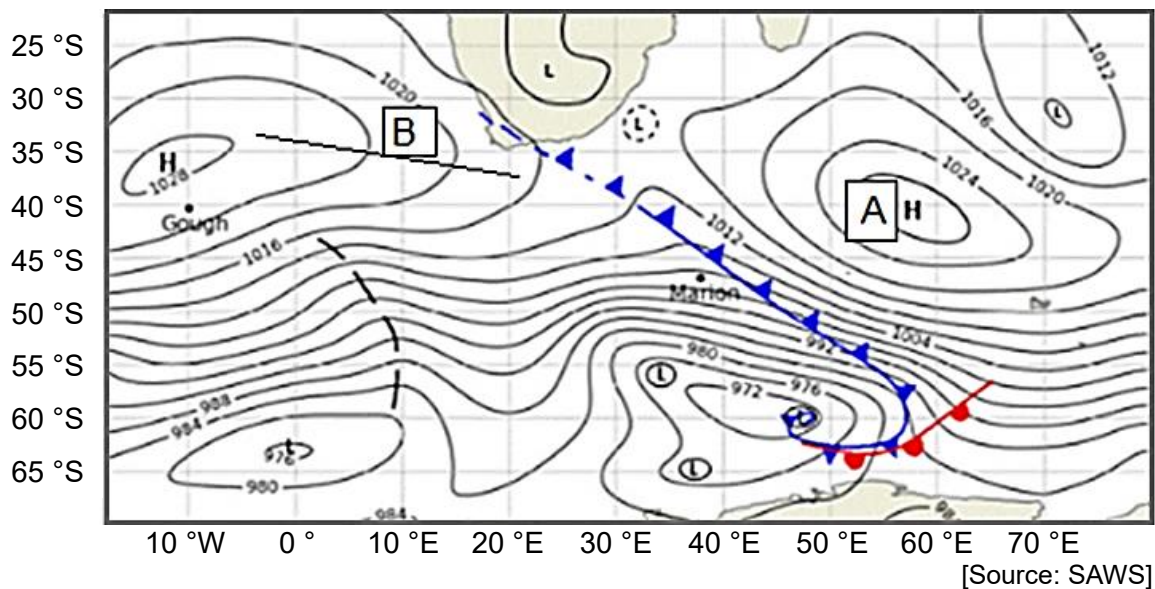 25 °S
1020
L
1012
30 °S
1016
L
L
B
35 °S
H
1028
1024
1020
A
H
40 °S
Gough
1012
45 °S
1016
Marion
50 °S
992
1004
55 °S
980
L
972
976
988
60 °S
984
L
L
976
65 °S
L
980
984
98
10 °W
0 °
10 °E
20 °E
30 °E
40 °E
50 °E
60 °E
70 °E
[Source: SAWS]